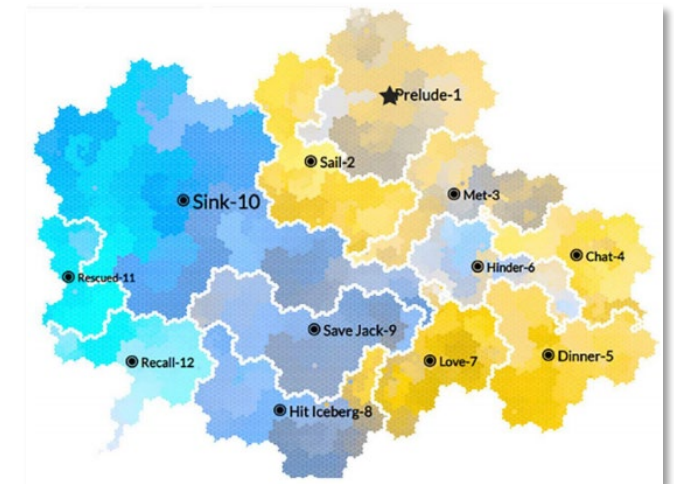 Prelude-1
Sail-2
Met-3
Sink-10
Chat-4
Hinder-6
Rescued-11
Save Jack-9
Dinner-5
Love-7
Recall-12
Hit Iceberg-8